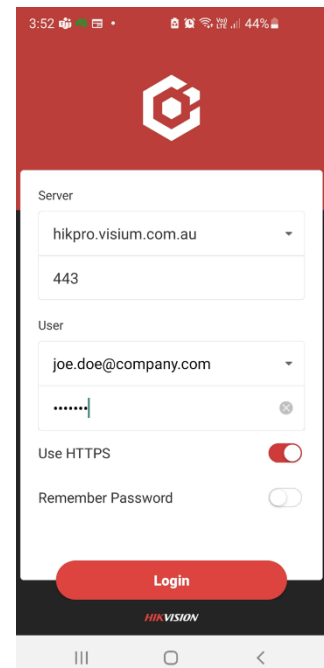 3:52 44%
Server
hikpro.visium.com.au
443
User
joe.doe@company.com
•••••••
Use HTTPS
Remember Password
Login
HIKVISION